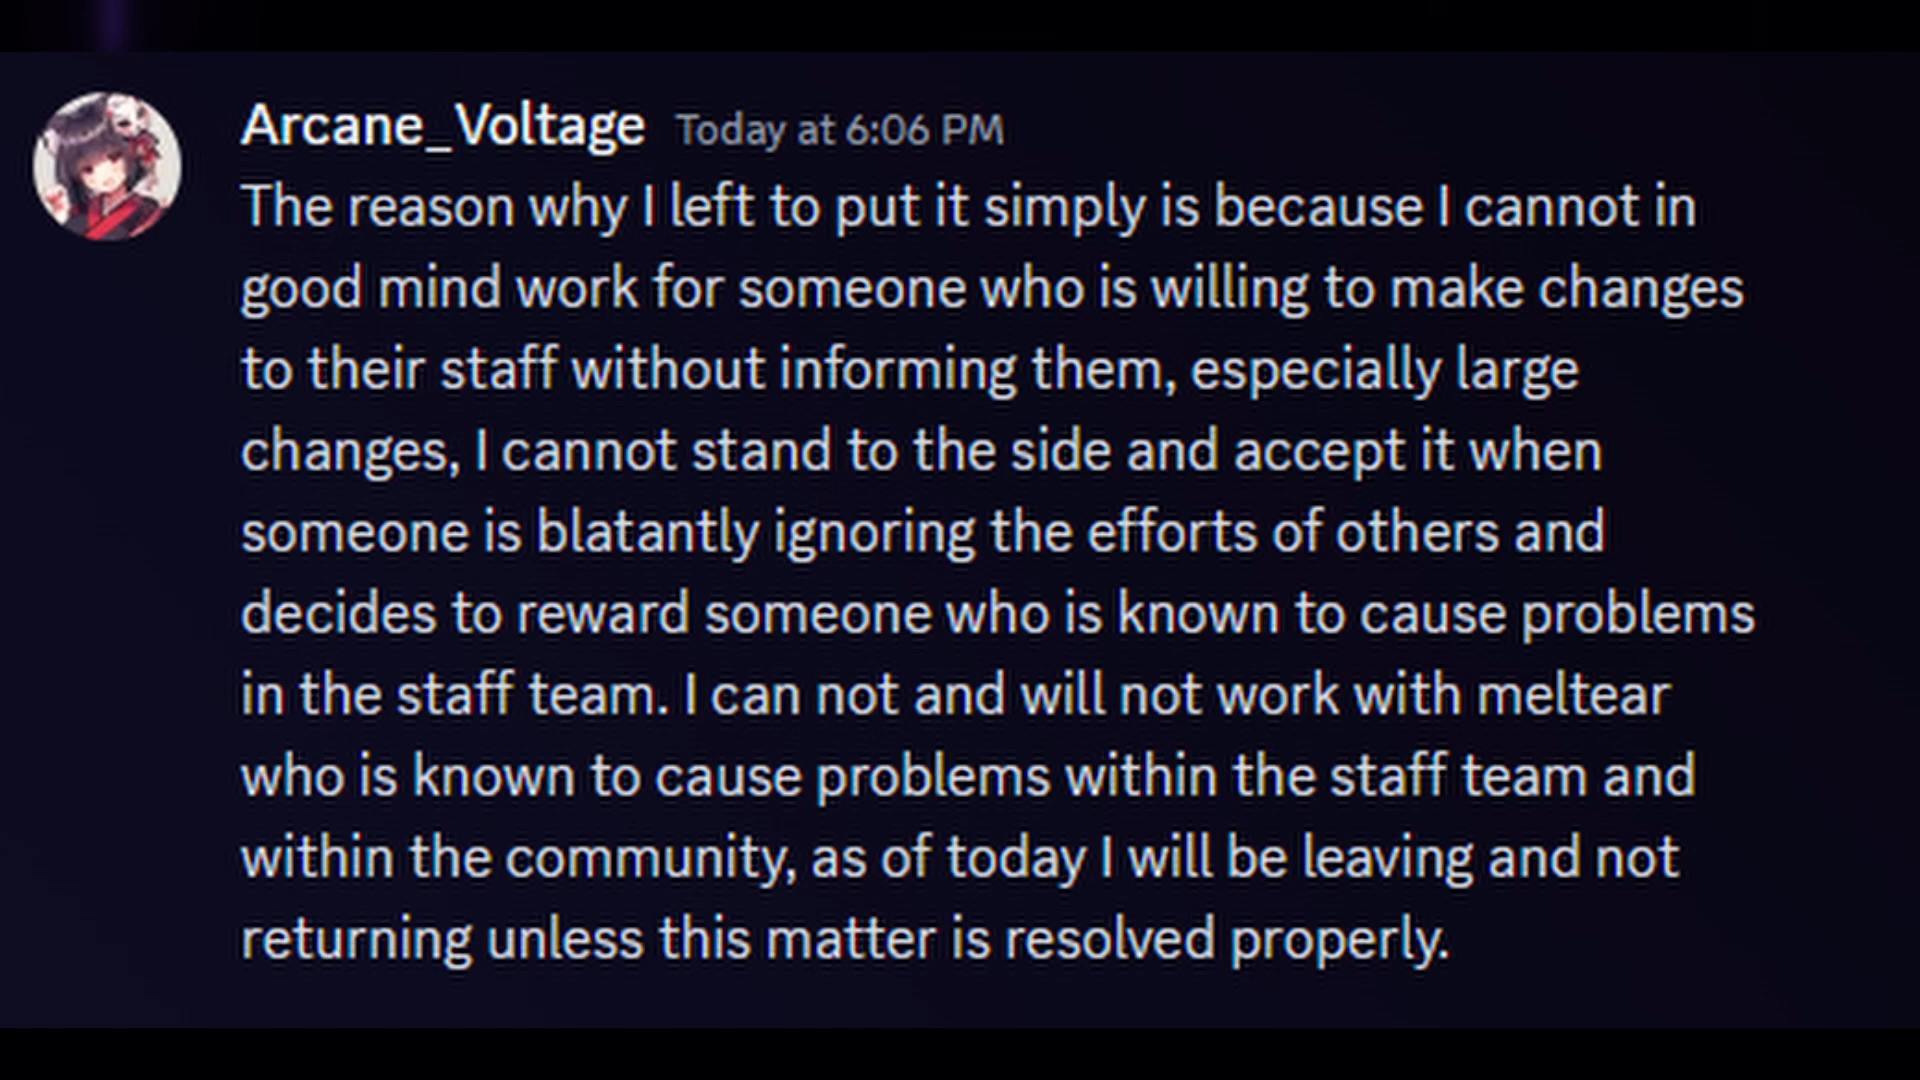 Arcane_Voltage Today at 6:06 PM
The reason why I left to put it simply is because I cannot in
good mind work for someone who is willing to make changes
to their staff without informing them, especially large
changes, I cannot stand to the side and accept it when
someone is blatantly ignoring the efforts of others and
decides to reward someone who is known to cause problems
in the staff team. I can not and will not work with meltear
who is known to cause problems within the staff team and
within the community, as of today I will be leaving and not
returning unless this matter is resolved properly.